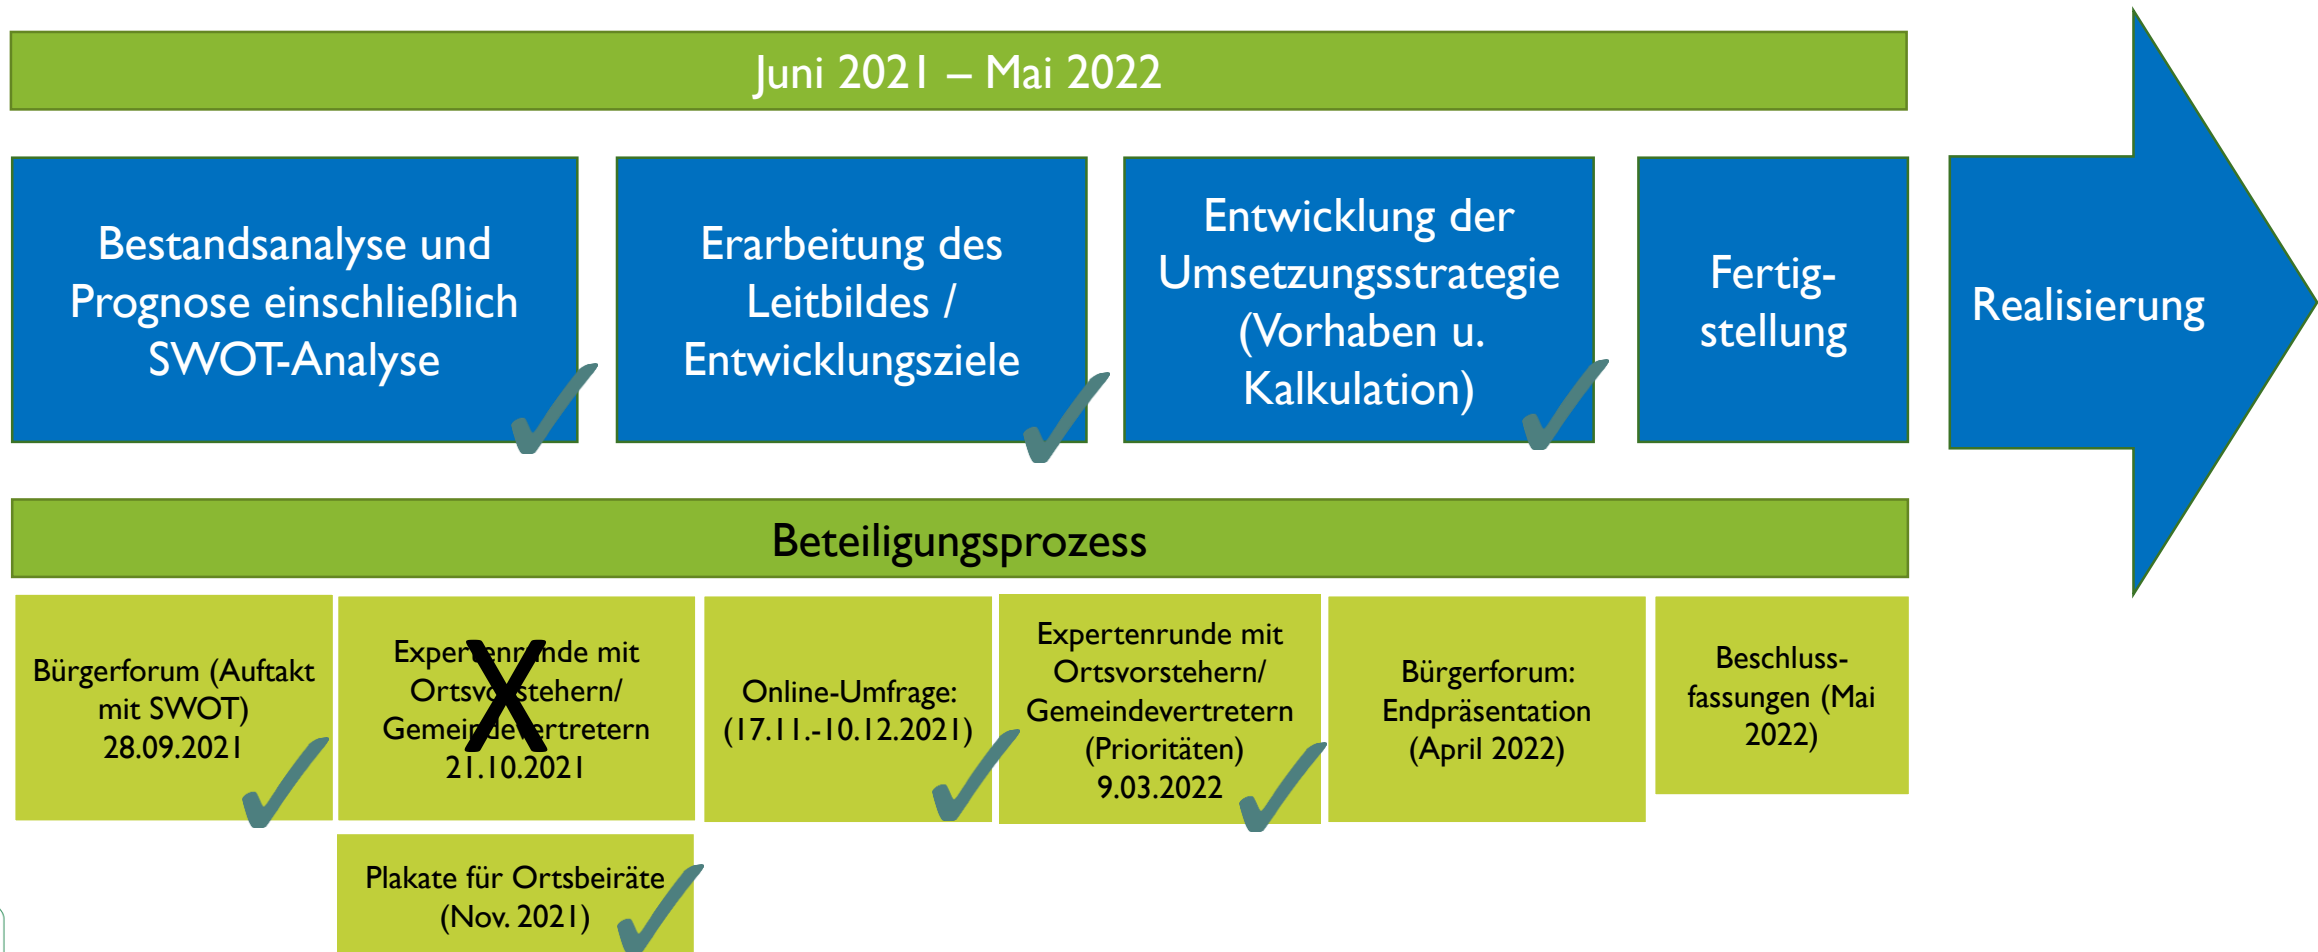 Juni 2021 – Mai 2022
Bestandsanalyse und
Prognose einschließlich
SWOT-Analyse
Erarbeitung des
Leitbildes /
Entwicklungsziele
Entwicklung der
Umsetzungsstrategie
(Vorhaben u.
Kalkulation)
Fertig-
stellung
Realisierung
Beteiligungsprozess
Bürgerforum (Auftakt
mit SWOT)
28.09.2021
Expertenrunde mit
Ortsvorstehern/
Gemeindevertretern
21.10.2021
X
Plakate für Ortsbeiräte
(Nov. 2021)
Online-Umfrage:
(17.11.-10.12.2021)
Expertenrunde mit
Ortsvorstehern/
Gemeindevertretern
(Prioritäten)
9.03.2022
Bürgerforum:
Endpräsentation
(April 2022)
Beschluss-
fassungen (Mai
2022)